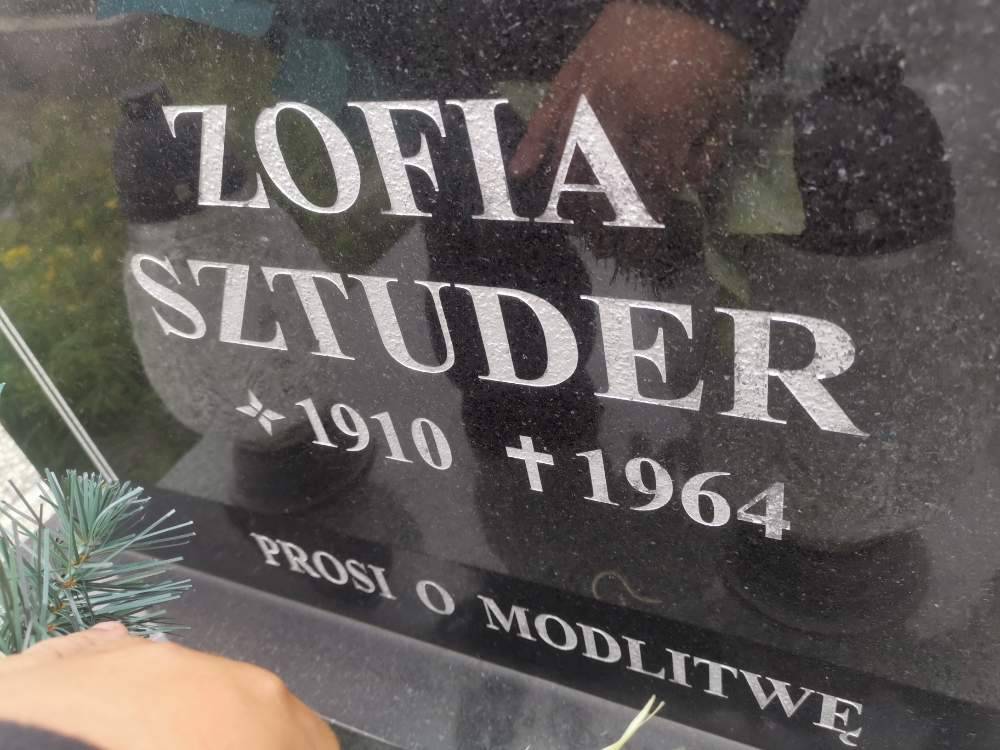 ZOFIA
SZTUDER
1910 ✝ 1964
PROSI O MODLITWĘ